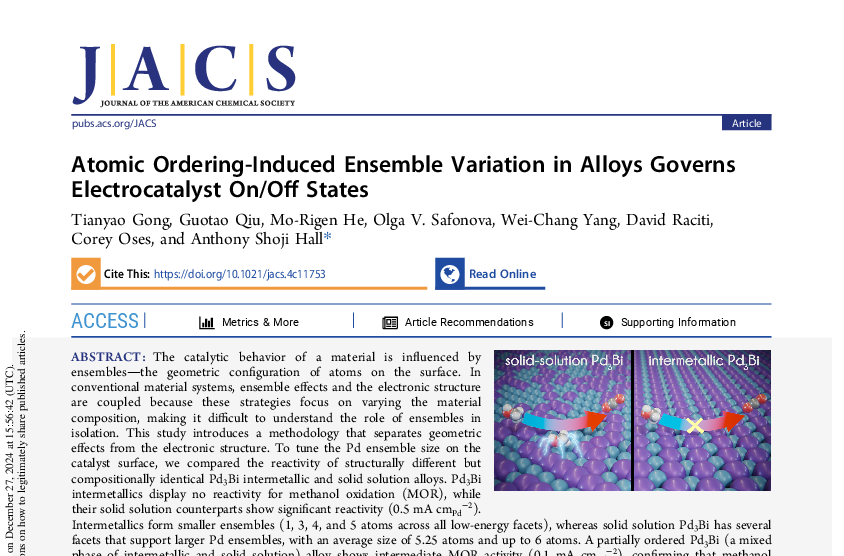 J|A|C|S
JOURNAL OF THE AMERICAN CHEMICAL SOCIETY
pubs.acs.org/JACS
Article
Atomic Ordering-Induced Ensemble Variation in Alloys Governs
Electrocatalyst On/Off States
Tianyao Gong, Guotao Qiu, Mo-Rigen He, Olga V. Safonova, Wei-Chang Yang, David Raciti,
Corey Oses, and Anthony Shoji Hall*
Cite This: https://doi.org/10.1021/jacs.4c11753
Read Online
ACCESS
Metrics & More
Article Recommendations
SI Supporting Information
ABSTRACT: The catalytic behavior of a material is influenced by
ensembles—the geometric configuration of atoms on the surface. In
conventional material systems, ensemble effects and the electronic structure
are coupled because these strategies focus on varying the material
composition, making it difficult to understand the role of ensembles in
isolation. This study introduces a methodology that separates geometric
effects from the electronic structure. To tune the Pd ensemble size on the
catalyst surface, we compared the reactivity of structurally different but
compositionally identical Pd₃Bi intermetallic and solid solution alloys. Pd₃Bi
intermetallics display no reactivity for methanol oxidation (MOR), while
their solid solution counterparts show significant reactivity (0.5 mA cm_Pd⁻²).
solid-solution Pd₃Bi
intermetallic Pd₃Bi
Intermetallics form smaller ensembles (1, 3, 4, and 5 atoms across all low-energy facets), whereas solid solution Pd₃Bi has several
facets that support larger Pd ensembles, with an average size of 5.25 atoms and up to 6 atoms. A partially ordered Pd₃Bi (a mixed
phase of intermetallic and solid solution) alloy shows intermediate MOR activity (0.1 mA cm⁻²), confirming that methanol
on December 27, 2024 at 15:56:42 (UTC).
ns on how to legitimately share published articles.